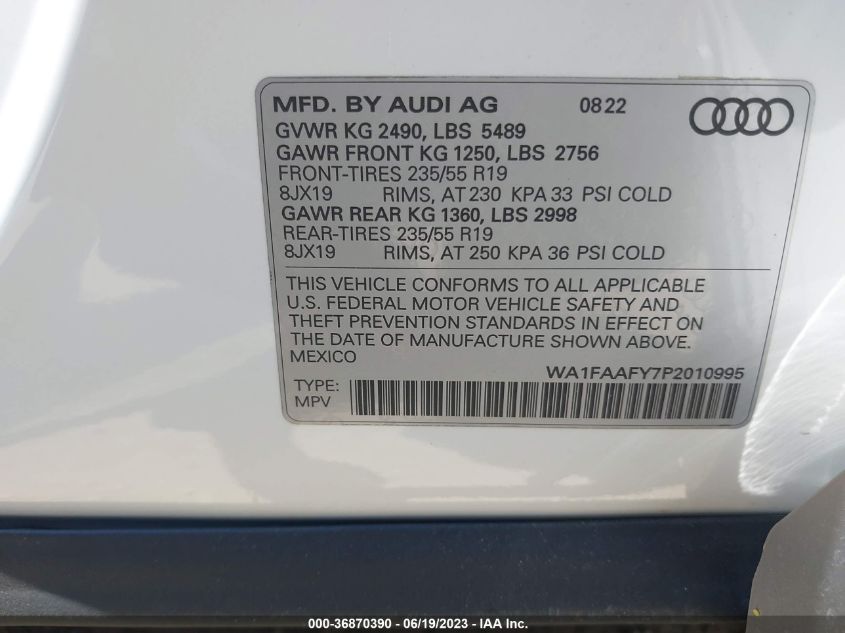 MFD. BY AUDI AG 08 22
GVWR KG 2490, LBS 5489
GAWR FRONT KG 1250, LBS 2756
FRONT-TIRES 235/55 R19
8JX19 RIMS, AT 230 KPA 33 PSI COLD
GAWR REAR KG 1360, LBS 2998
REAR-TIRES 235/55 R19
8JX19 RIMS, AT 250 KPA 36 PSI COLD
THIS VEHICLE CONFORMS TO ALL APPLICABLE
U.S. FEDERAL MOTOR VEHICLE SAFETY AND
THEFT PREVENTION STANDARDS IN EFFECT ON
THE DATE OF MANUFACTURE SHOWN ABOVE.
MEXICO
WA1FAAFY7P2010995
TYPE:
MPV
000-36870390 - 06/19/2023 - IAA Inc.